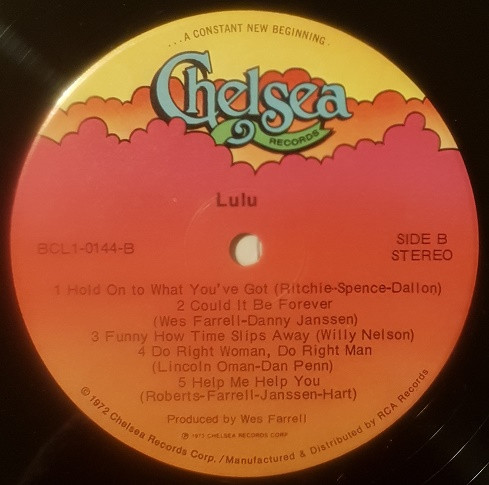 ...A CONSTANT NEW BEGINNING.
Chelsea
RECORDS
Lulu
BCL1-0144-B
SIDE B
STEREO
1 Hold On to What You've Got (Ritchie-Spence-Dallon)
2 Could It Be Forever
(Wes Farrell-Danny Janssen)
3 Funny How Time Slips Away (Willy Nelson)
4 Do Right Woman, Do Right Man
(Lincoln Oman-Dan Penn)
5 Help Me Help You
(Roberts-Farrell-Janssen-Hart)
Produced by Wes Farrell
℗ 1973 CHELSEA RECORDS CORP
© 1972 Chelsea Records Corp./Manufactured & Distributed by RCA Records